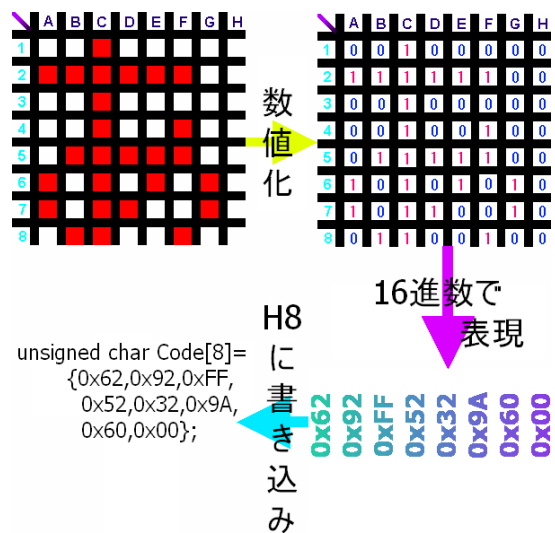 A B C D E F G H
1
2
3
4
5
6
7
8
数値化
A B C D E F G H
1 0 0 1 0 0 0 0 0
2 1 1 1 1 1 1 0 0
3 0 0 1 0 0 0 0 0
4 0 0 1 0 0 1 0 0
5 0 1 1 1 1 1 0 0
6 1 0 1 0 1 0 1 0
7 1 0 1 1 0 0 1 0
8 0 1 1 0 0 1 0 0
16進数で
表現
0x62
0x92
0xFF
0x52
0x32
0x9A
0x60
0x00
H8に書き込み
unsigned char Code[8]=
{0x62,0x92,0xFF,
0x52,0x32,0x9A,
0x60,0x00};